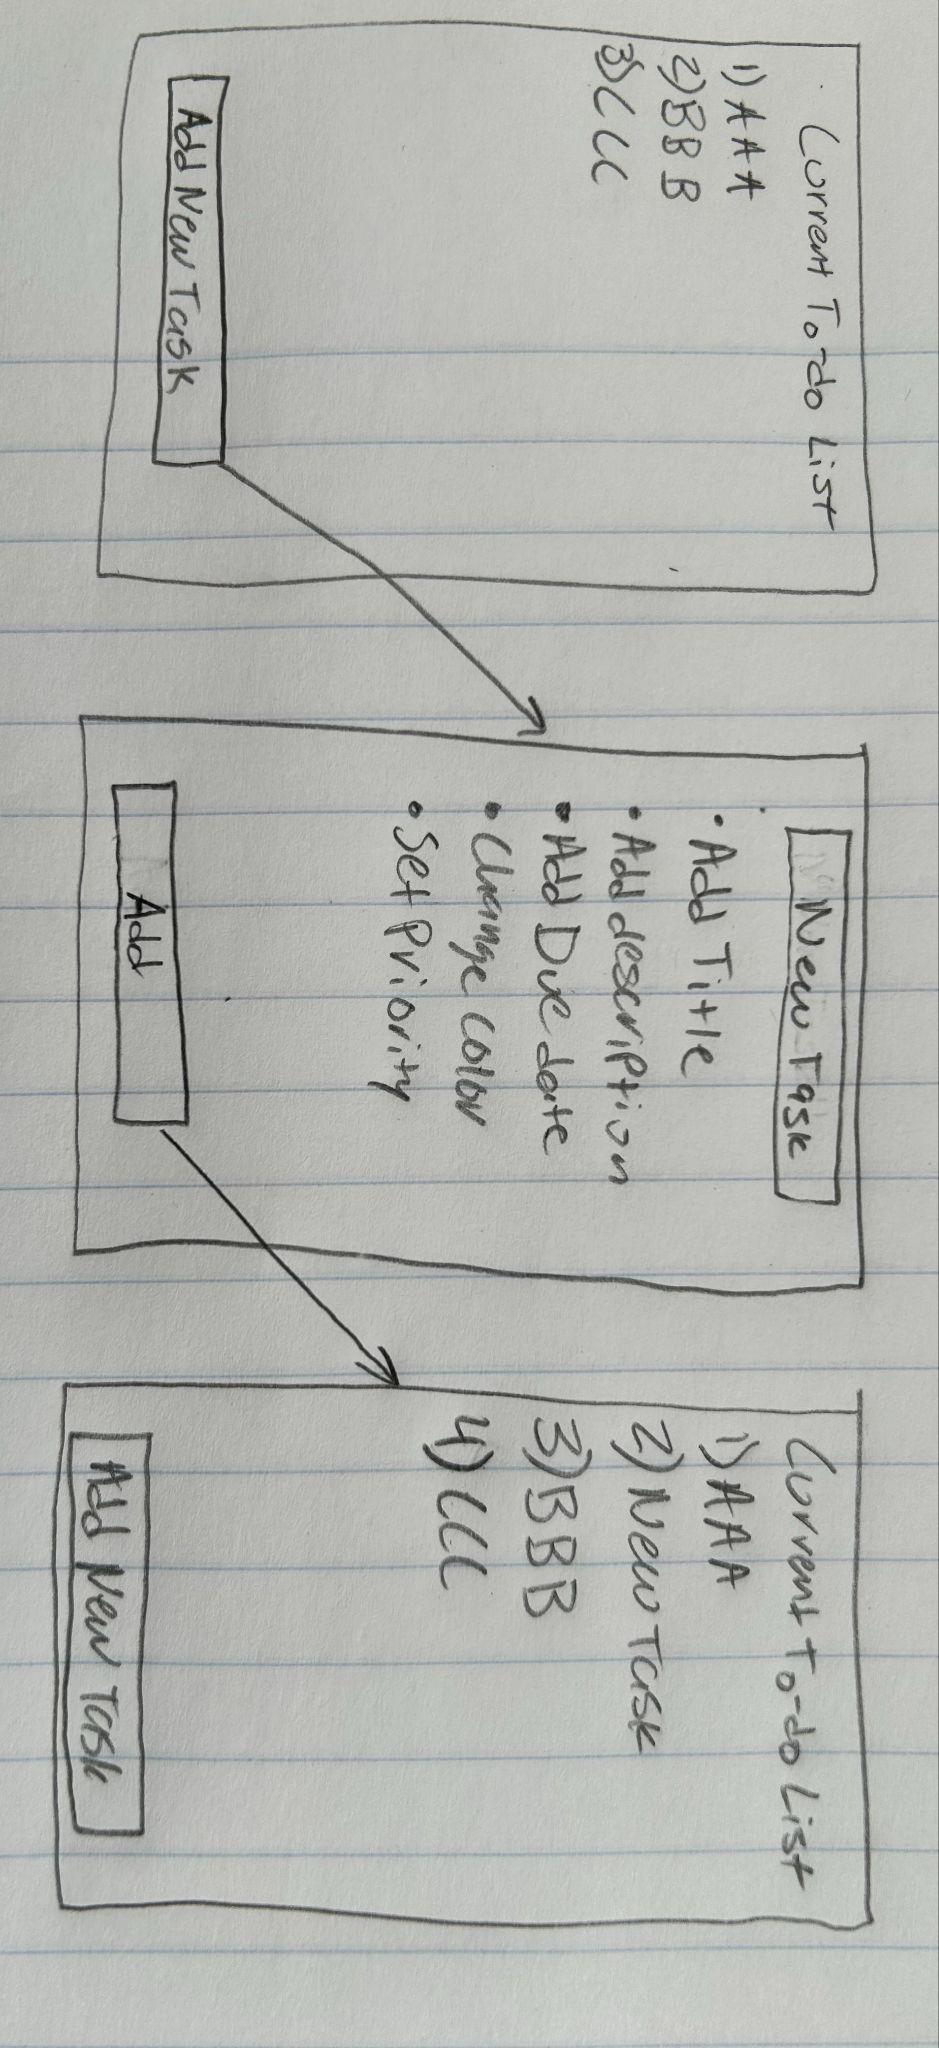 Current To-do List
1) AAA
2) BBB
3) CCC
Add New Task
New Task
• Add Title
• Add description
• Add Due date
• Change color
• Set Priority
Add
Current To-do List
1) AAA
2) New Task
3) BBB
4) CCC
Add New Task